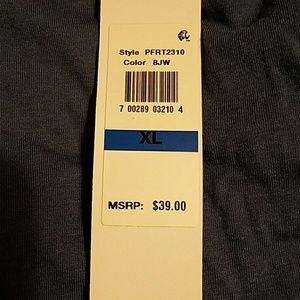 Style PFRT2310
Color 8JW
7 00289 03210 4
XL
MSRP: $39.00